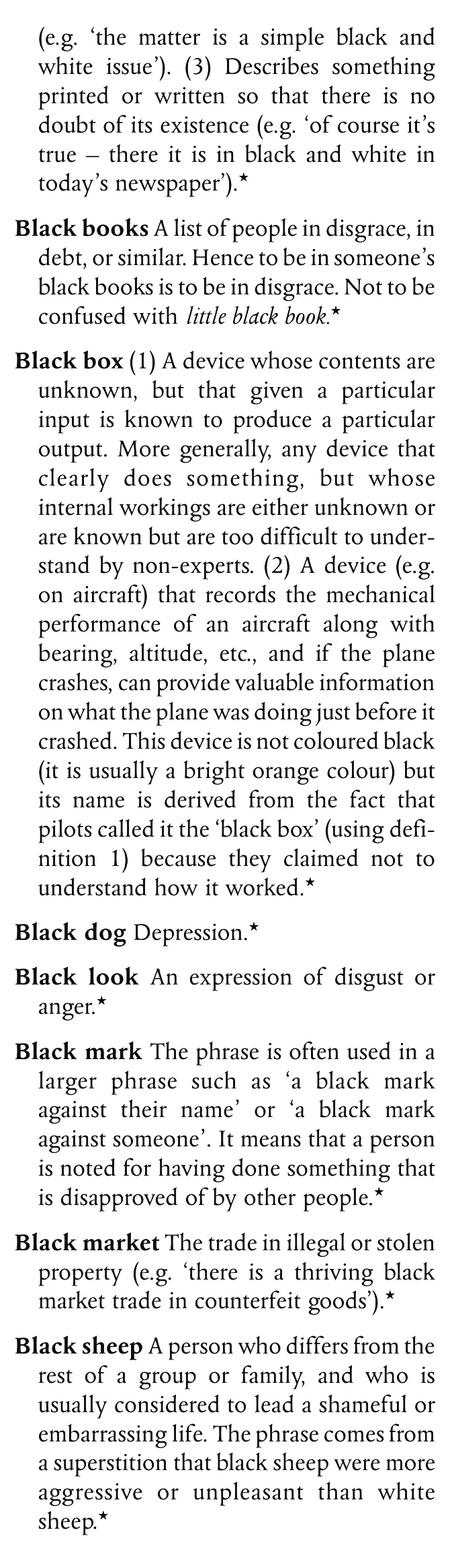 (e.g. ‘the matter is a simple black and
white issue’). (3) Describes something
printed or written so that there is no
doubt of its existence (e.g. ‘of course it’s
true – there it is in black and white in
today’s newspaper’).★
Black books A list of people in disgrace, in
debt, or similar. Hence to be in someone’s
black books is to be in disgrace. Not to be
confused with little black book.★
Black box (1) A device whose contents are
unknown, but that given a particular
input is known to produce a particular
output. More generally, any device that
clearly does something, but whose
internal workings are either unknown or
are known but are too difficult to under-
stand by non-experts. (2) A device (e.g.
on aircraft) that records the mechanical
performance of an aircraft along with
bearing, altitude, etc., and if the plane
crashes, can provide valuable information
on what the plane was doing just before it
crashed. This device is not coloured black
(it is usually a bright orange colour) but
its name is derived from the fact that
pilots called it the ‘black box’ (using defi-
nition 1) because they claimed not to
understand how it worked.★
Black dog Depression.★
Black look An expression of disgust or
anger.★
Black mark The phrase is often used in a
larger phrase such as ‘a black mark
against their name’ or ‘a black mark
against someone’. It means that a person
is noted for having done something that
is disapproved of by other people.★
Black market The trade in illegal or stolen
property (e.g. ‘there is a thriving black
market trade in counterfeit goods’).★
Black sheep A person who differs from the
rest of a group or family, and who is
usually considered to lead a shameful or
embarrassing life. The phrase comes from
a superstition that black sheep were more
aggressive or unpleasant than white
sheep.★